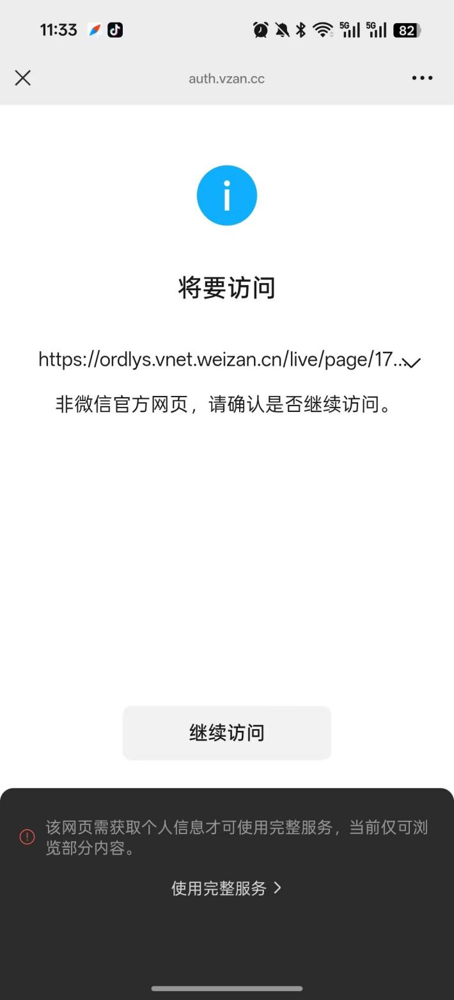 11:33
5G 5G 82
auth.vzan.cc
将要访问
https://ordlys.vnet.weizan.cn/live/page/17...
非微信官方网页，请确认是否继续访问。
继续访问
该网页需获取个人信息才可使用完整服务，当前仅可浏
览部分内容。
使用完整服务